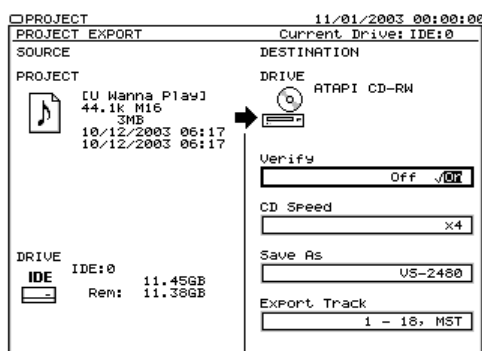 PROJECT
11/01/2003 00:00:00
PROJECT EXPORT
Current Drive: IDE:0
SOURCE
DESTINATION
PROJECT
[U Wanna Play]
44.1k M16
3MB
10/12/2003 06:17
10/12/2003 06:17
DRIVE
ATAPI CD-RW
Verify
Off √On
CD Speed
x4
DRIVE
IDE:0
IDE
11.45GB
Rem: 11.38GB
Save As
VS-2480
Export Track
1 - 18, MST